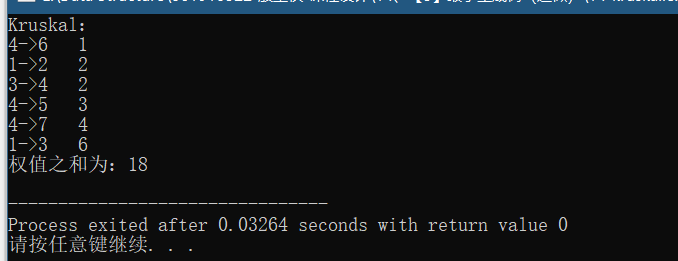 Kruskal:
4->6 1
1->2 2
3->4 2
4->5 3
4->7 4
1->3 6
权值之和为: 18
--------------------------------
Process exited after 0.03264 seconds with return value 0
请按任意键继续. . .